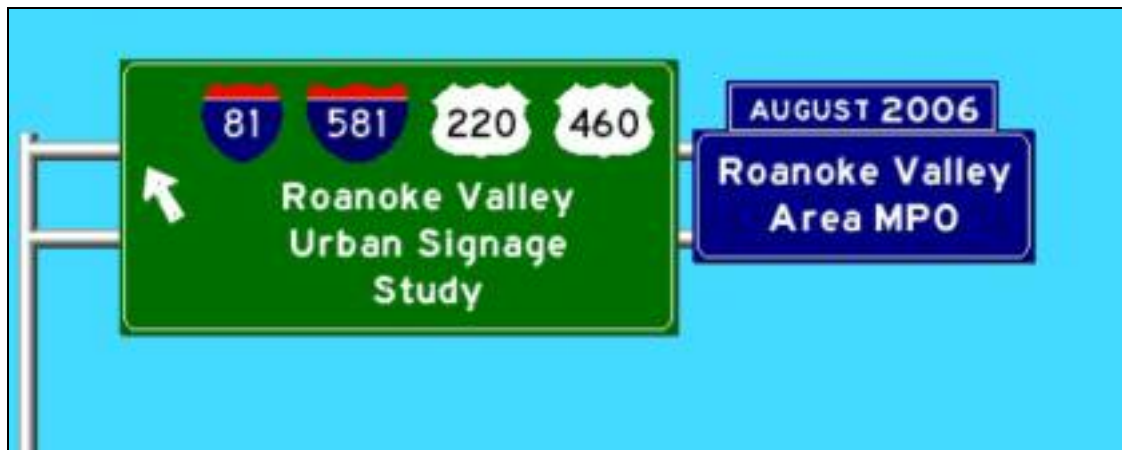 81 581 220 460
Roanoke Valley
Urban Signage
Study
AUGUST 2006
Roanoke Valley
Area MPO